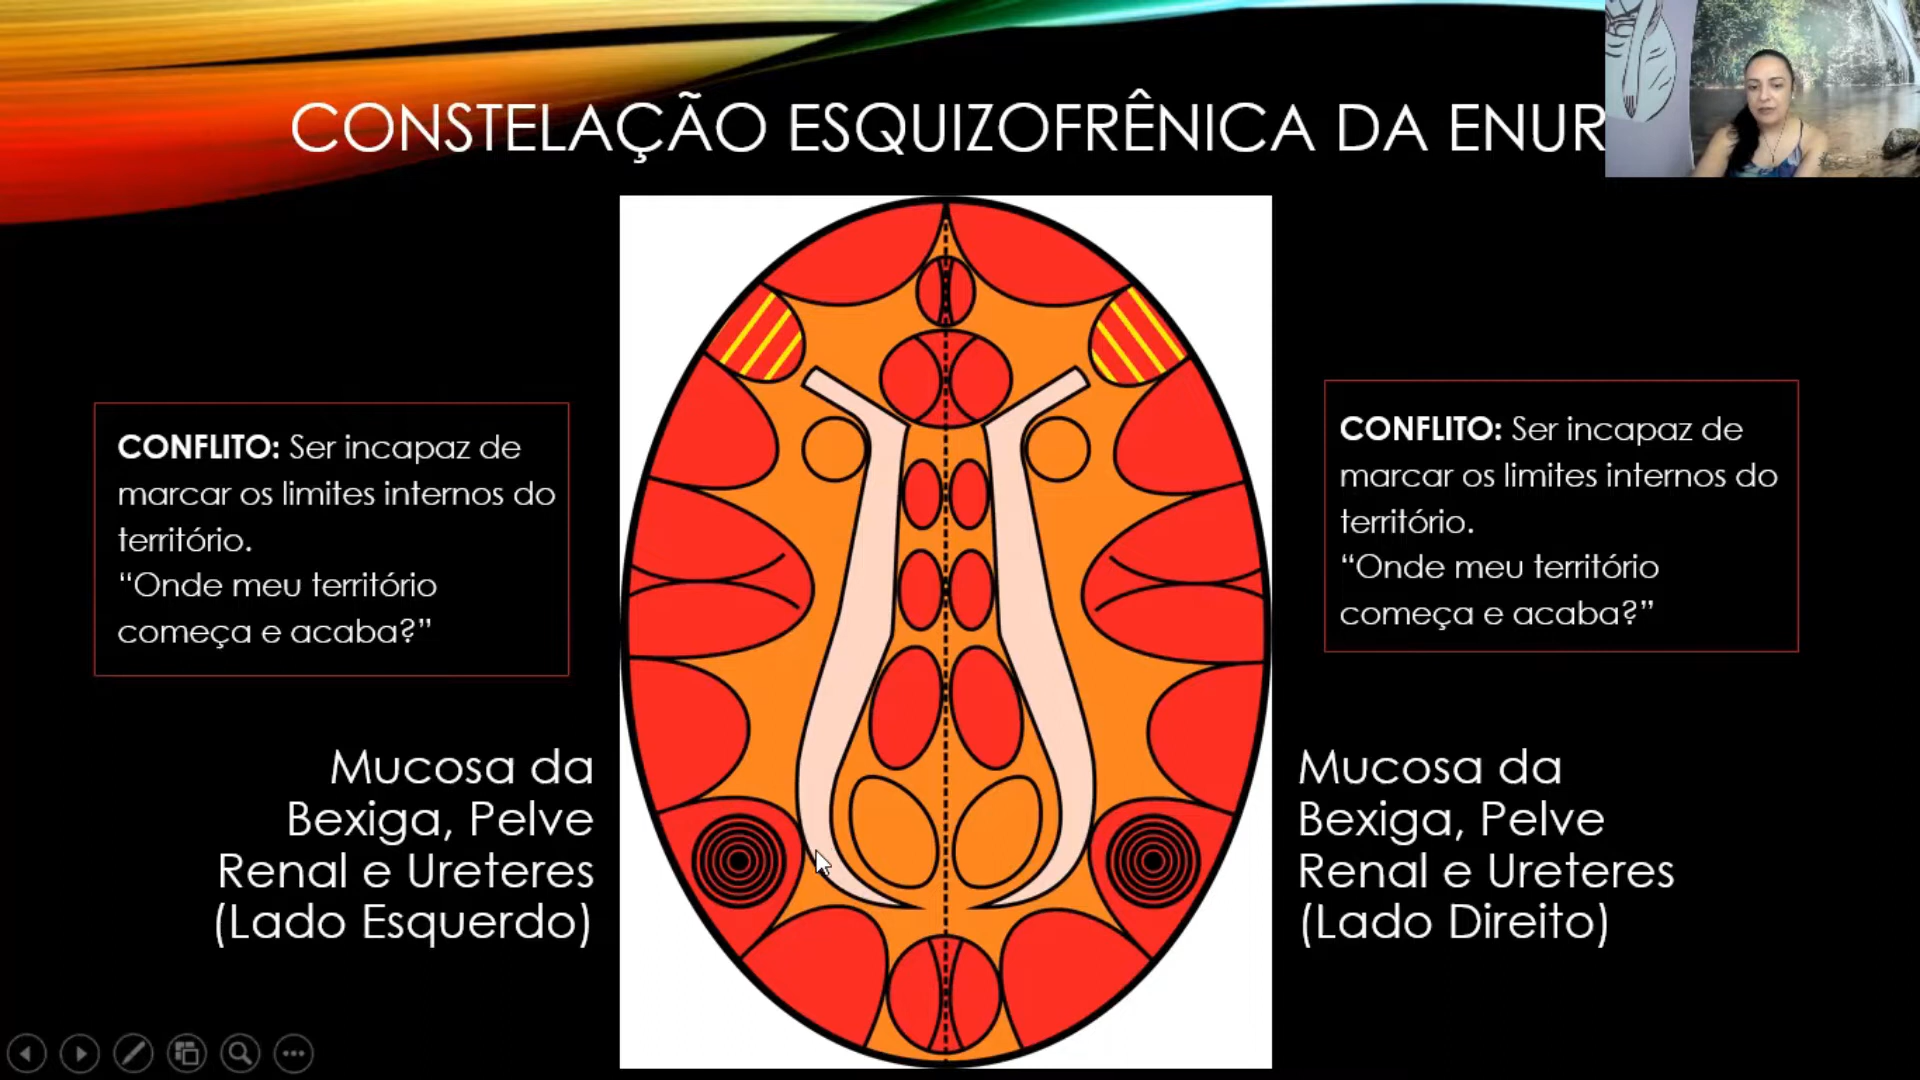 CONSTELAÇÃO ESQUIZOFRÊNICA DA ENUR
CONFLITO: Ser incapaz de
marcar os limites internos do
território.
“Onde meu território
começa e acaba?”
Mucosa da
Bexiga, Pelve
Renal e Ureteres
(Lado Esquerdo)
CONFLITO: Ser incapaz de
marcar os limites internos do
território.
“Onde meu território
começa e acaba?”
Mucosa da
Bexiga, Pelve
Renal e Ureteres
(Lado Direito)